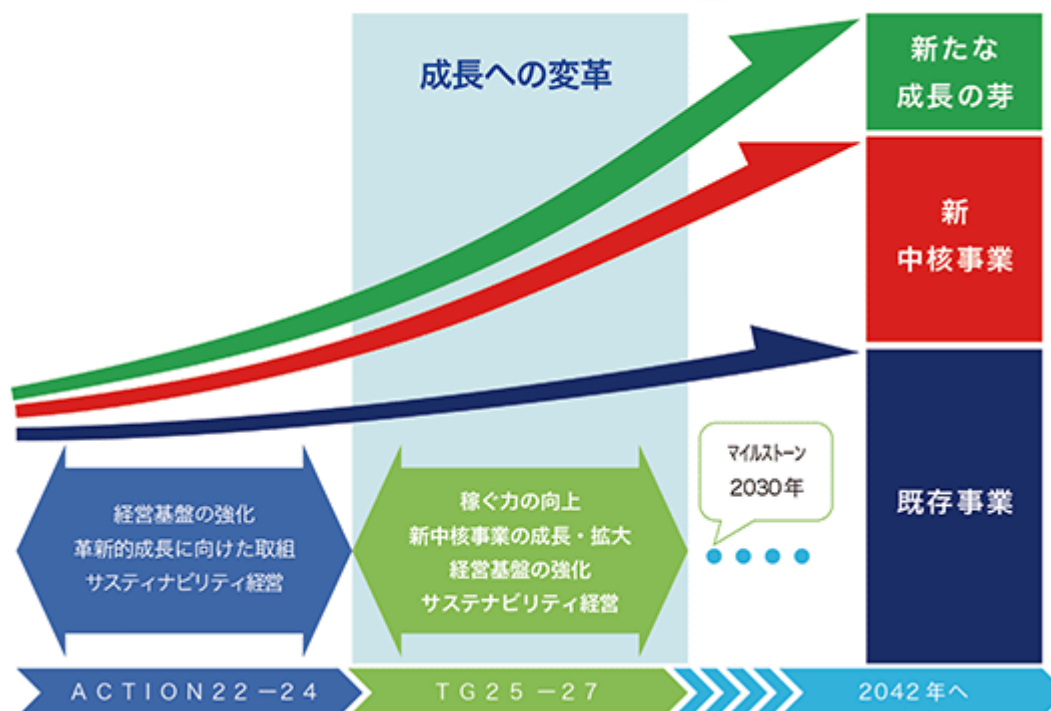 成長への変革
新たな
成長の芽
新
中核事業
既存事業
マイルストーン
2030年
経営基盤の強化
革新的成長に向けた取組
サスティナビリティ経営
稼ぐ力の向上
新中核事業の成長・拡大
経営基盤の強化
サステナビリティ経営
ACTION22－24
TG25－27
2042年へ